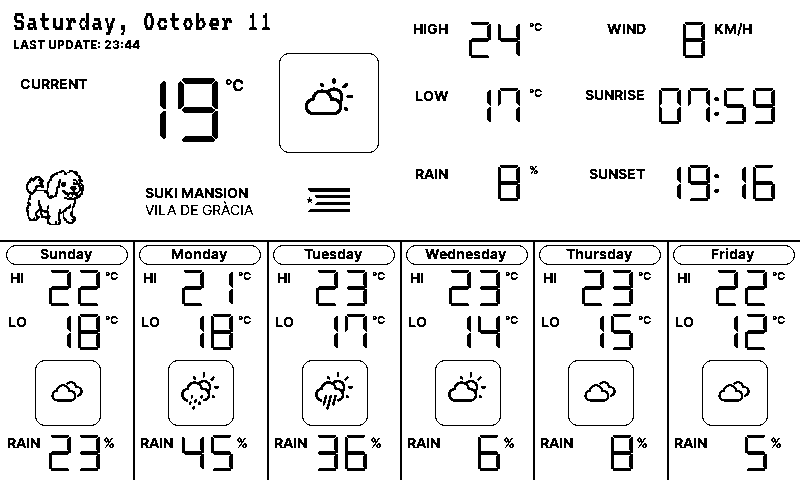 Saturday, October 11
LAST UPDATE: 23:44
CURRENT
19 °C
SUKI MANSION
VILA DE GRÀCIA
HIGH 24 °C
LOW 17 °C
RAIN 8 %
WIND 8 KM/H
SUNRISE 07:59
SUNSET 19:16
Sunday
HI 22 °C
LO 18 °C
RAIN 23 %
Monday
HI 21 °C
LO 18 °C
RAIN 45 %
Tuesday
HI 23 °C
LO 17 °C
RAIN 36 %
Wednesday
HI 23 °C
LO 14 °C
RAIN 6 %
Thursday
HI 23 °C
LO 15 °C
RAIN 8 %
Friday
HI 22 °C
LO 12 °C
RAIN 5 %